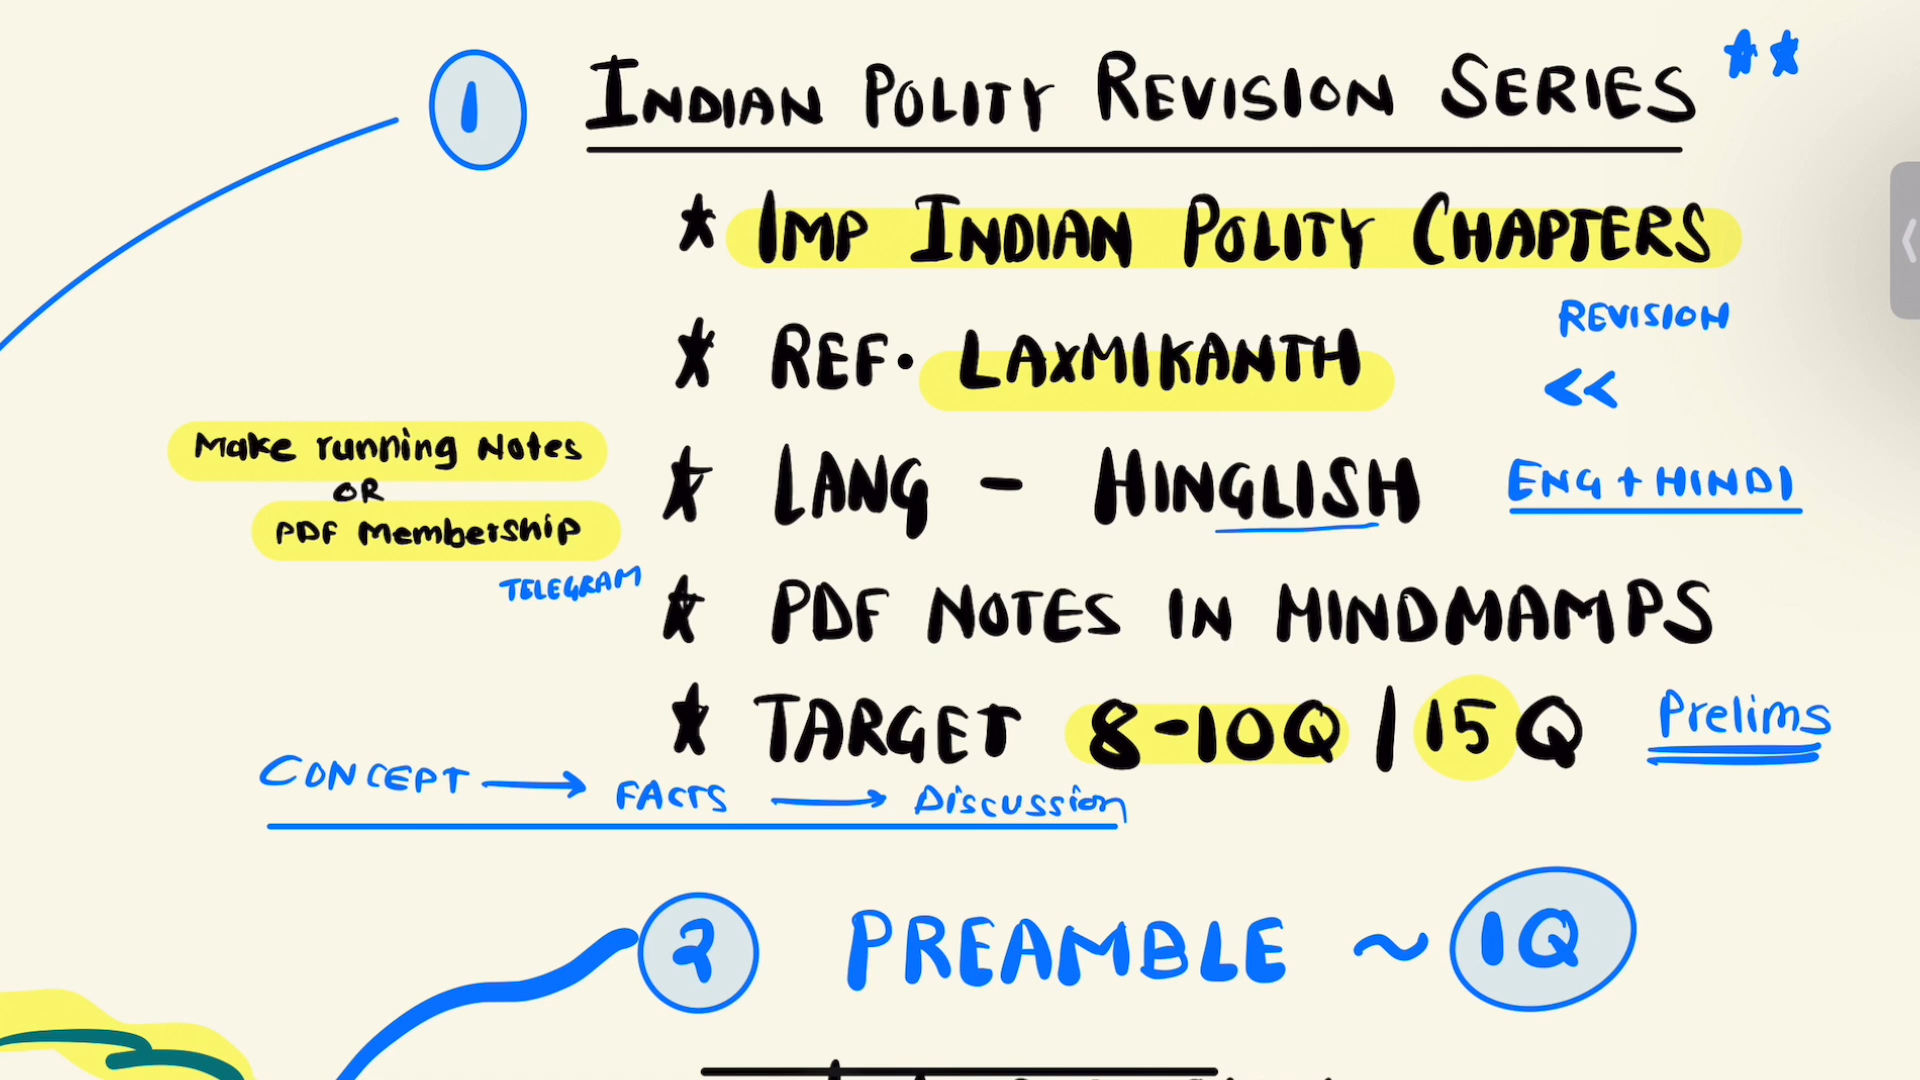 1 INDIAN POLITY REVISION SERIES
* IMP INDIAN POLITY CHAPTERS
REVISION
* REF. LAXMIKANTH
<<
Make running Notes
OR
PDF Membership
TELEGRAM
* LANG - HINGLISH
ENG + HINDI
* PDF NOTES IN MINDMAMPS
* TARGET 8-10Q | 15Q
Prelims
CONCEPT → FACTS → Discussion
2 PREAMBLE ~ 1Q